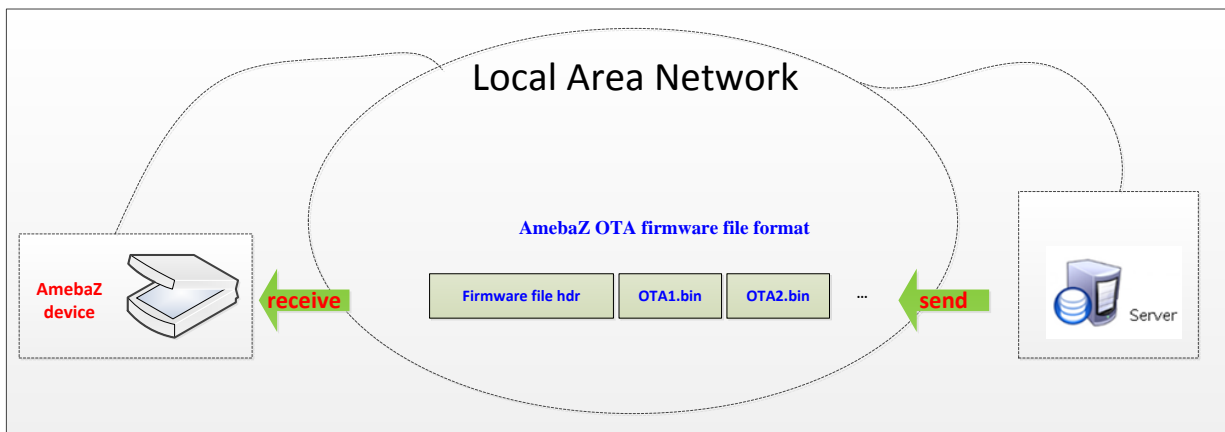 Local Area Network
AmebaZ OTA firmware file format
AmebaZ
device
receive
Firmware file hdr
OTA1.bin
OTA2.bin
...
send
Server